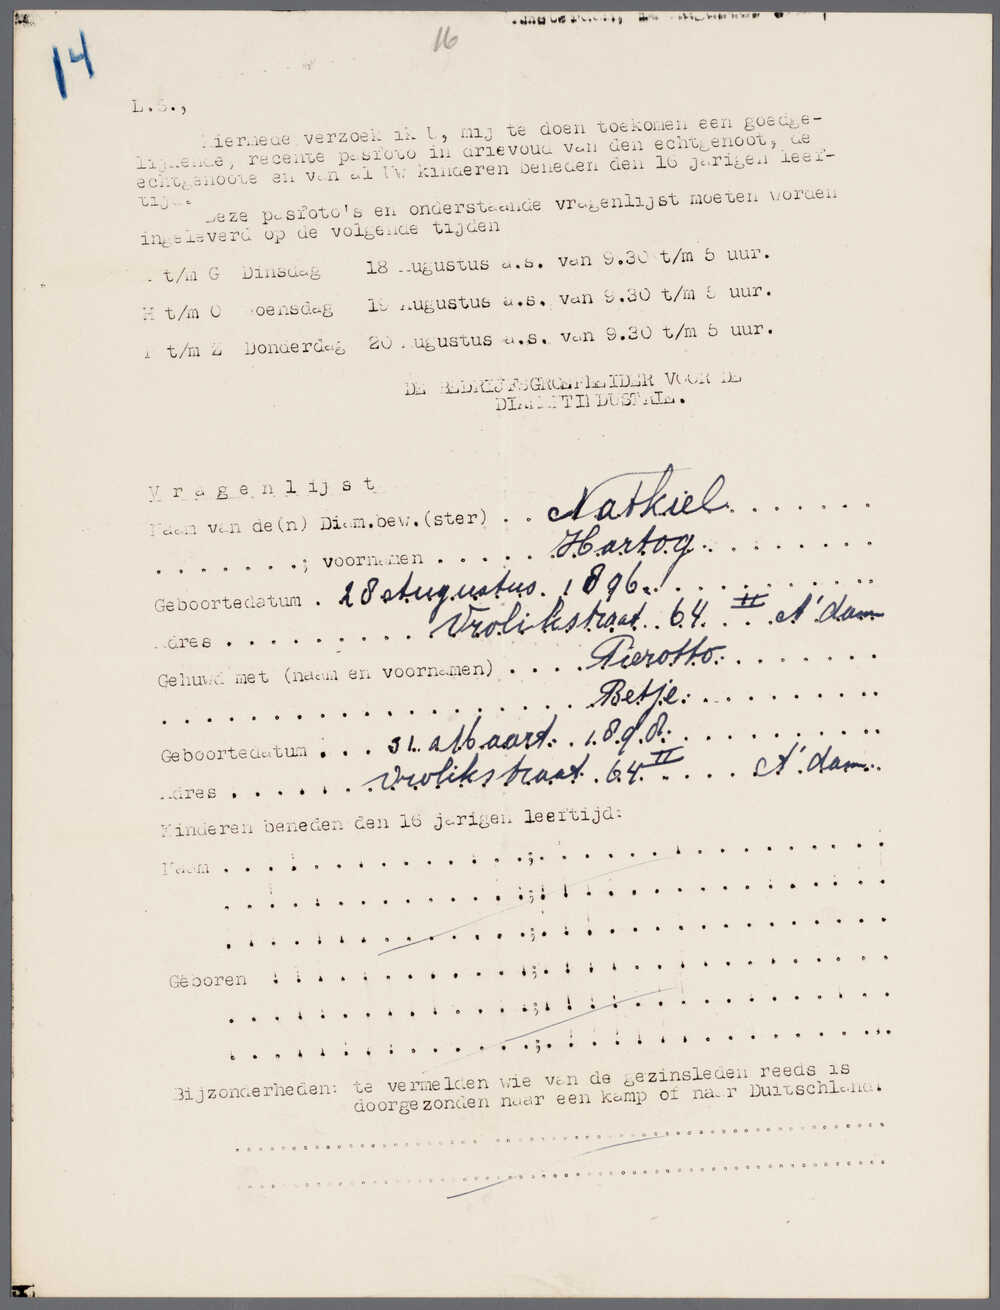 16
14
L.S.,
Hiermede verzoek ik U, mij te doen toekomen een goedge-
lijkende, recente pasfoto in drievoud van den echtgenoot, de
echtgenoote en van al Uw kinderen beneden den 16 jarigen leef-
tijd.
Deze pasfoto's en onderstaande vragenlijst moeten worden
ingeleverd op de volgende tijden
t/m G Dinsdag 18 Augustus a.s. van 9.30 t/m 5 uur.
H t/m O Woensdag 19 Augustus a.s. van 9.30 t/m 5 uur.
P t/m Z Donderdag 20 Augustus a.s. van 9.30 t/m 5 uur.
DE BEDRIJFSGROEPLEIDER VOOR DE
DIAMANTINDUSTRIE.
Vragenlijst
Naam van de(n) Diam.bew.(ster) . . Nathiel . . . . . . .
. . . . . . . ; voornamen . . . . . Hartog . . . . . . . .
Geboortedatum . 28 Augustus 1896 . . . . . . . . . .
Adres . . . . . . . . . Vrolikstraat 64 II A'dam
Gehuwd met (naam en voornamen) . . . . Pierotto . . . . . . .
. . . . . . . . . . . . . . . . . . Betje . . . . . . . . .
Geboortedatum . . . 31 Maart 1898 . . . . . . . . . .
Adres . . . . . . Vrolikstraat 64 II . . . . A'dam
Kinderen beneden den 16 jarigen leeftijd:
Naam . . . . . . . . . . . . . . . . ; . . . . . . . . . . . . . . . . . .
. . . . . . . . . . . . . . . . ; . . . . . . . . . . . . . . . . . .
. . . . . . . . . . . . . . . . ; . . . . . . . . . . . . . . . . . .
Geboren . . . . . . . . . . . . . ; . . . . . . . . . . . . . . . . . .
. . . . . . . . . . . . . . . . ; . . . . . . . . . . . . . . . . . .
. . . . . . . . . . . . . . . . ; . . . . . . . . . . . . . . . . . .
Bijzonderheden: te vermelden wie van de gezinsleden reeds is
doorgezonden naar een kamp of naar Duitschland.